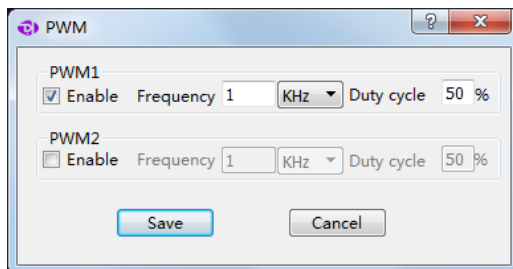 PWM
PWM1
Enable Frequency 1 KHz Duty cycle 50 %
PWM2
Enable Frequency 1 KHz Duty cycle 50 %
Save Cancel